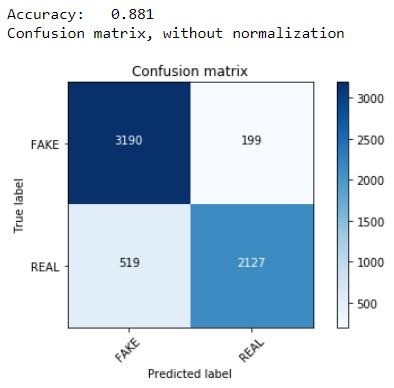 Accuracy:   0.881
Confusion matrix, without normalization
Confusion matrix
True label
FAKE
REAL
3190
199
519
2127
FAKE
REAL
Predicted label
3000
2500
2000
1500
1000
500